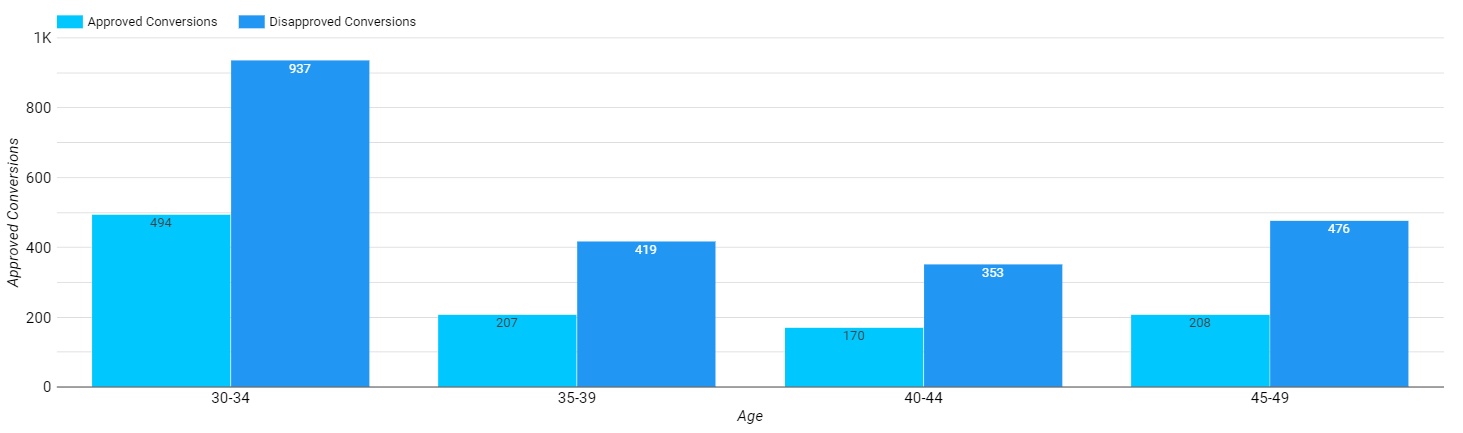 Approved Conversions Disapproved Conversions
1K
800
600
400
200
0
Approved Conversions
494
937
207
419
170
353
208
476
30-34 35-39 40-44 45-49
Age